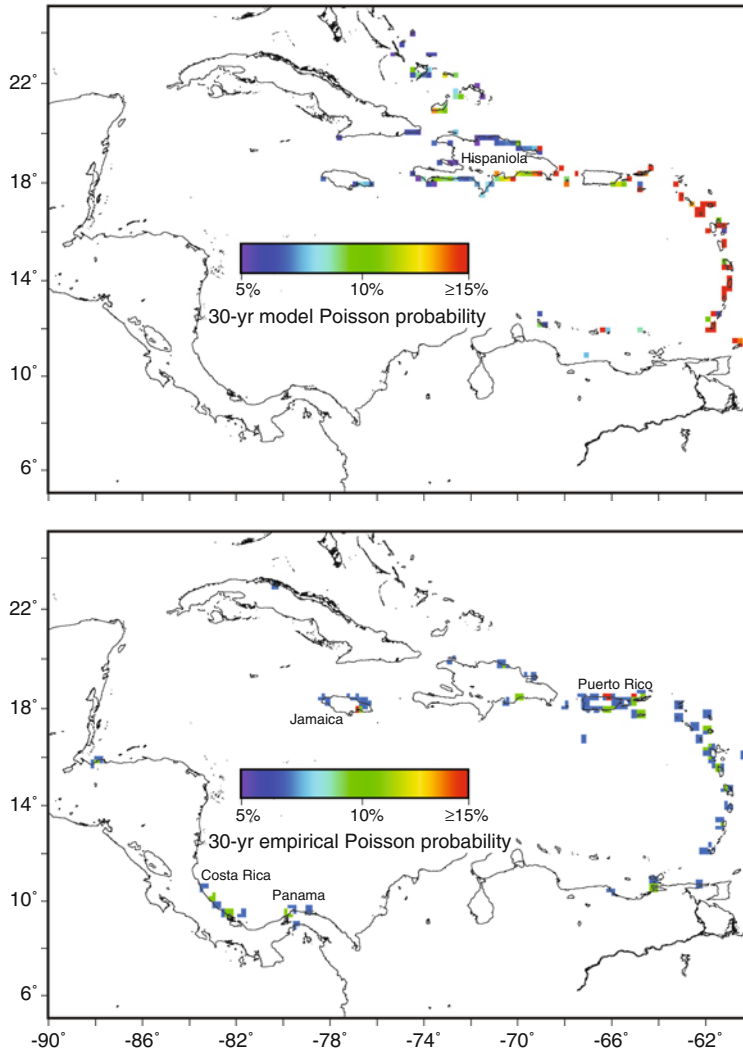 22˚
18˚
14˚
10˚
6˚
Hispaniola
5% 10% ≥15%
30-yr model Poisson probability
22˚
18˚
14˚
10˚
6˚
Puerto Rico
Jamaica
5% 10% ≥15%
30-yr empirical Poisson probability
Costa Rica
Panama
-90˚ -86˚ -82˚ -78˚ -74˚ -70˚ -66˚ -62˚